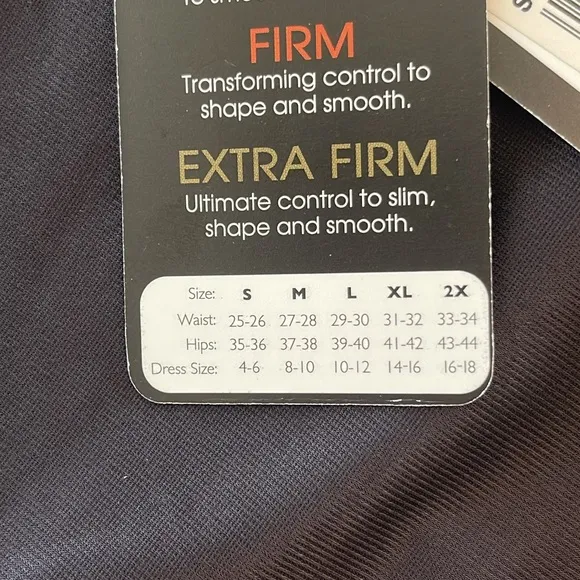 to smoo
FIRM
Transforming control to
shape and smooth.
EXTRA FIRM
Ultimate control to slim,
shape and smooth.
Size: S M L XL 2X
Waist: 25-26 27-28 29-30 31-32 33-34
Hips: 35-36 37-38 39-40 41-42 43-44
Dress Size: 4-6 8-10 10-12 14-16 16-18
S